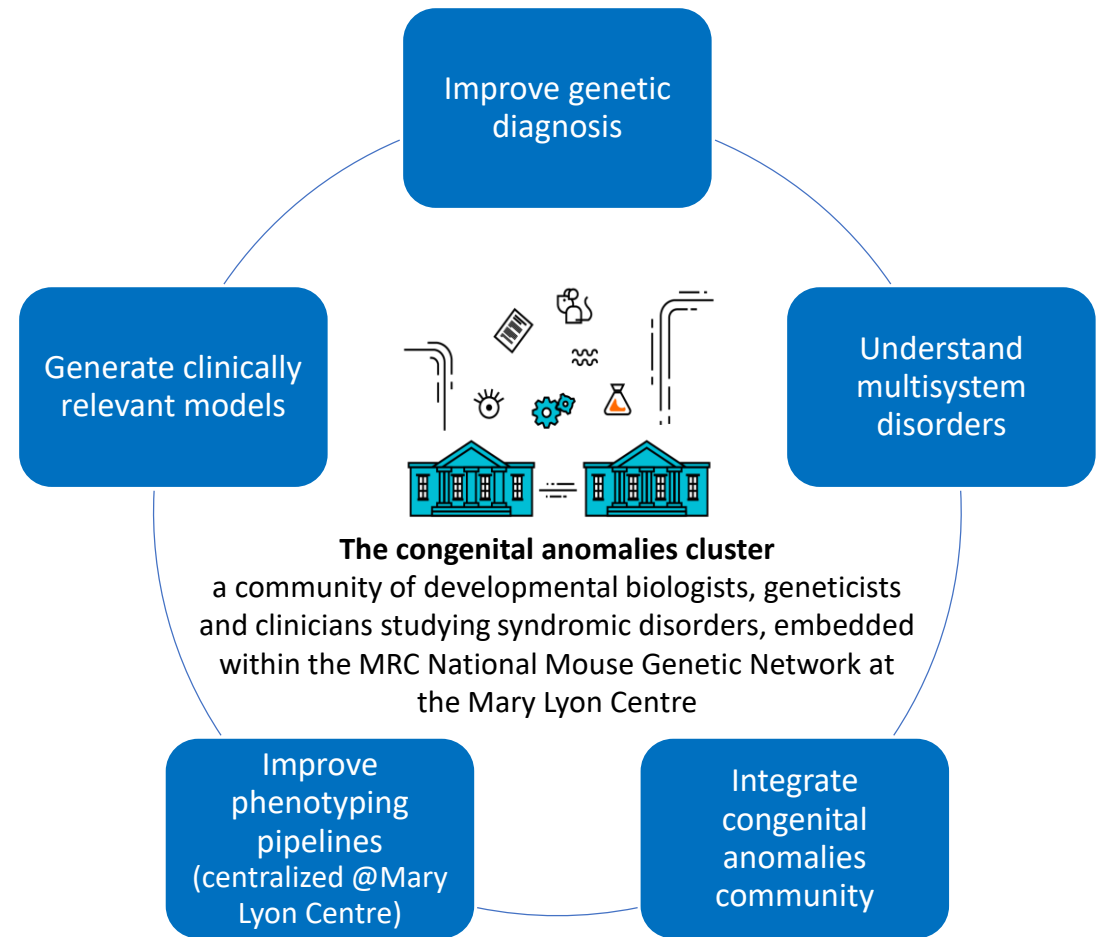 Improve genetic
diagnosis
Generate clinically
relevant models
Understand
multisystem
disorders
The congenital anomalies cluster
a community of developmental biologists, geneticists
and clinicians studying syndromic disorders, embedded
within the MRC National Mouse Genetic Network at
the Mary Lyon Centre
Improve
phenotyping
pipelines
(centralized @Mary
Lyon Centre)
Integrate
congenital
anomalies
community